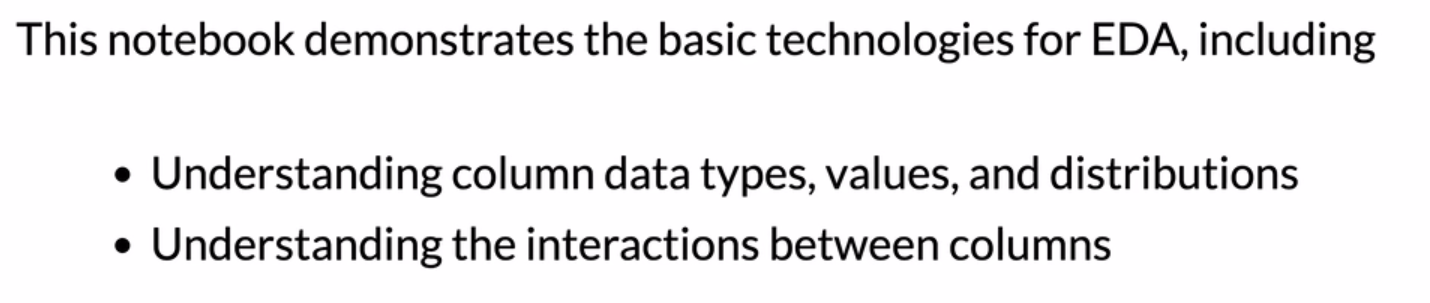 This notebook demonstrates the basic technologies for EDA, including
• Understanding column data types, values, and distributions
• Understanding the interactions between columns